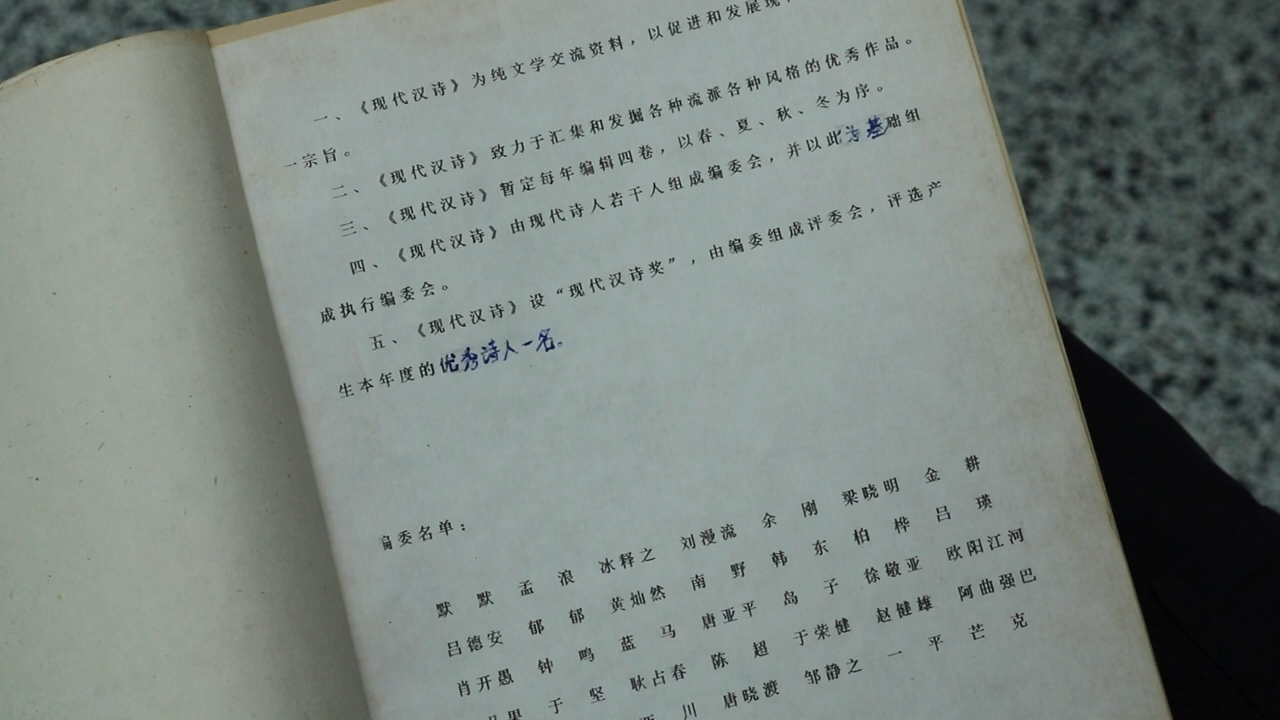 一、《现代汉诗》为纯文学交流资料，以促进和发展现
一宗旨。
二、《现代汉诗》致力于汇集和发掘各种流派各种风格的优秀作品。
三、《现代汉诗》暂定每年编辑四卷，以春、夏、秋、冬为序。
四、《现代汉诗》由现代诗人若干人组成编委会，并以此为基础组
成执行编委会。
五、《现代汉诗》设“现代汉诗奖”，由编委组成评委会，评选产
生本年度的优秀诗人一名。
编委名单：
默 默 孟 浪 冰释之 刘漫流 余 刚 梁晓明 金 耕
吕德安 郁 郁 黄灿然 南 野 韩 东 柏 桦 吕 瑛
肖开愚 钟 鸣 蓝 马 唐亚平 岛 子 徐敬亚 欧阳江河
于 坚 耿占春 陈 超 于荣健 赵健雄 阿曲强巴
西 川 唐晓渡 邹静之 一 平 芒 克